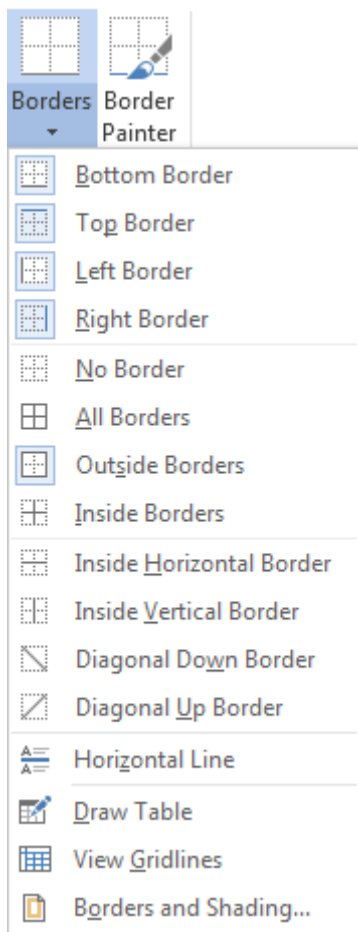 Borders Border
Painter
Bottom Border
Top Border
Left Border
Right Border
No Border
All Borders
Outside Borders
Inside Borders
Inside Horizontal Border
Inside Vertical Border
Diagonal Down Border
Diagonal Up Border
Horizontal Line
Draw Table
View Gridlines
Borders and Shading...